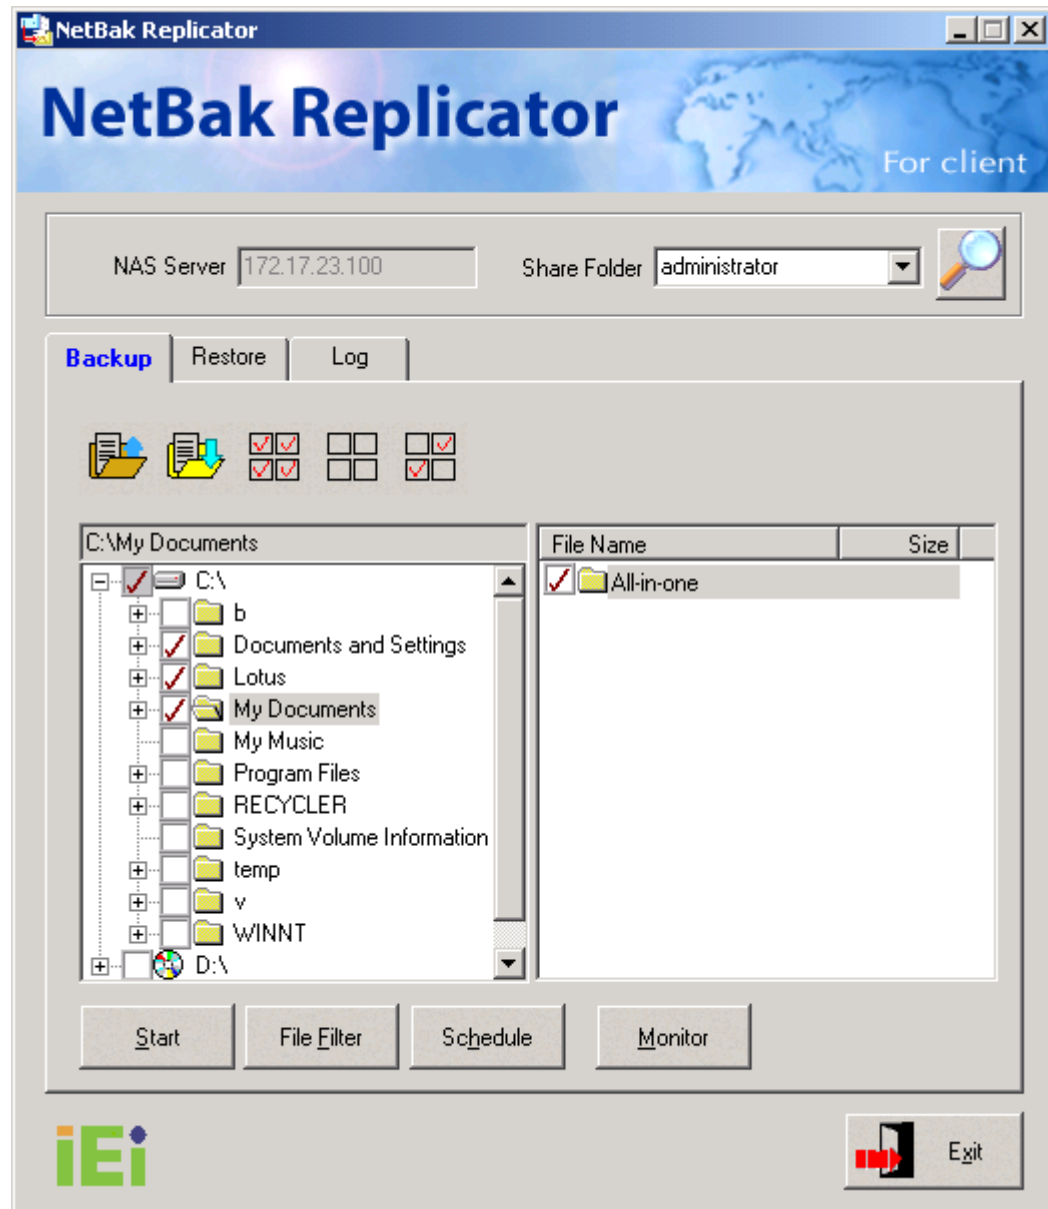 NetBak Replicator
NetBak Replicator
For client
NAS Server 172.17.23.100 Share Folder administrator
Backup Restore Log
C:\My Documents
File Name Size
C:\
b
Documents and Settings
Lotus
My Documents
My Music
Program Files
RECYCLER
System Volume Information
temp
v
WINNT
D:\
All-in-one
Start File Filter Schedule Monitor
iEi
Exit